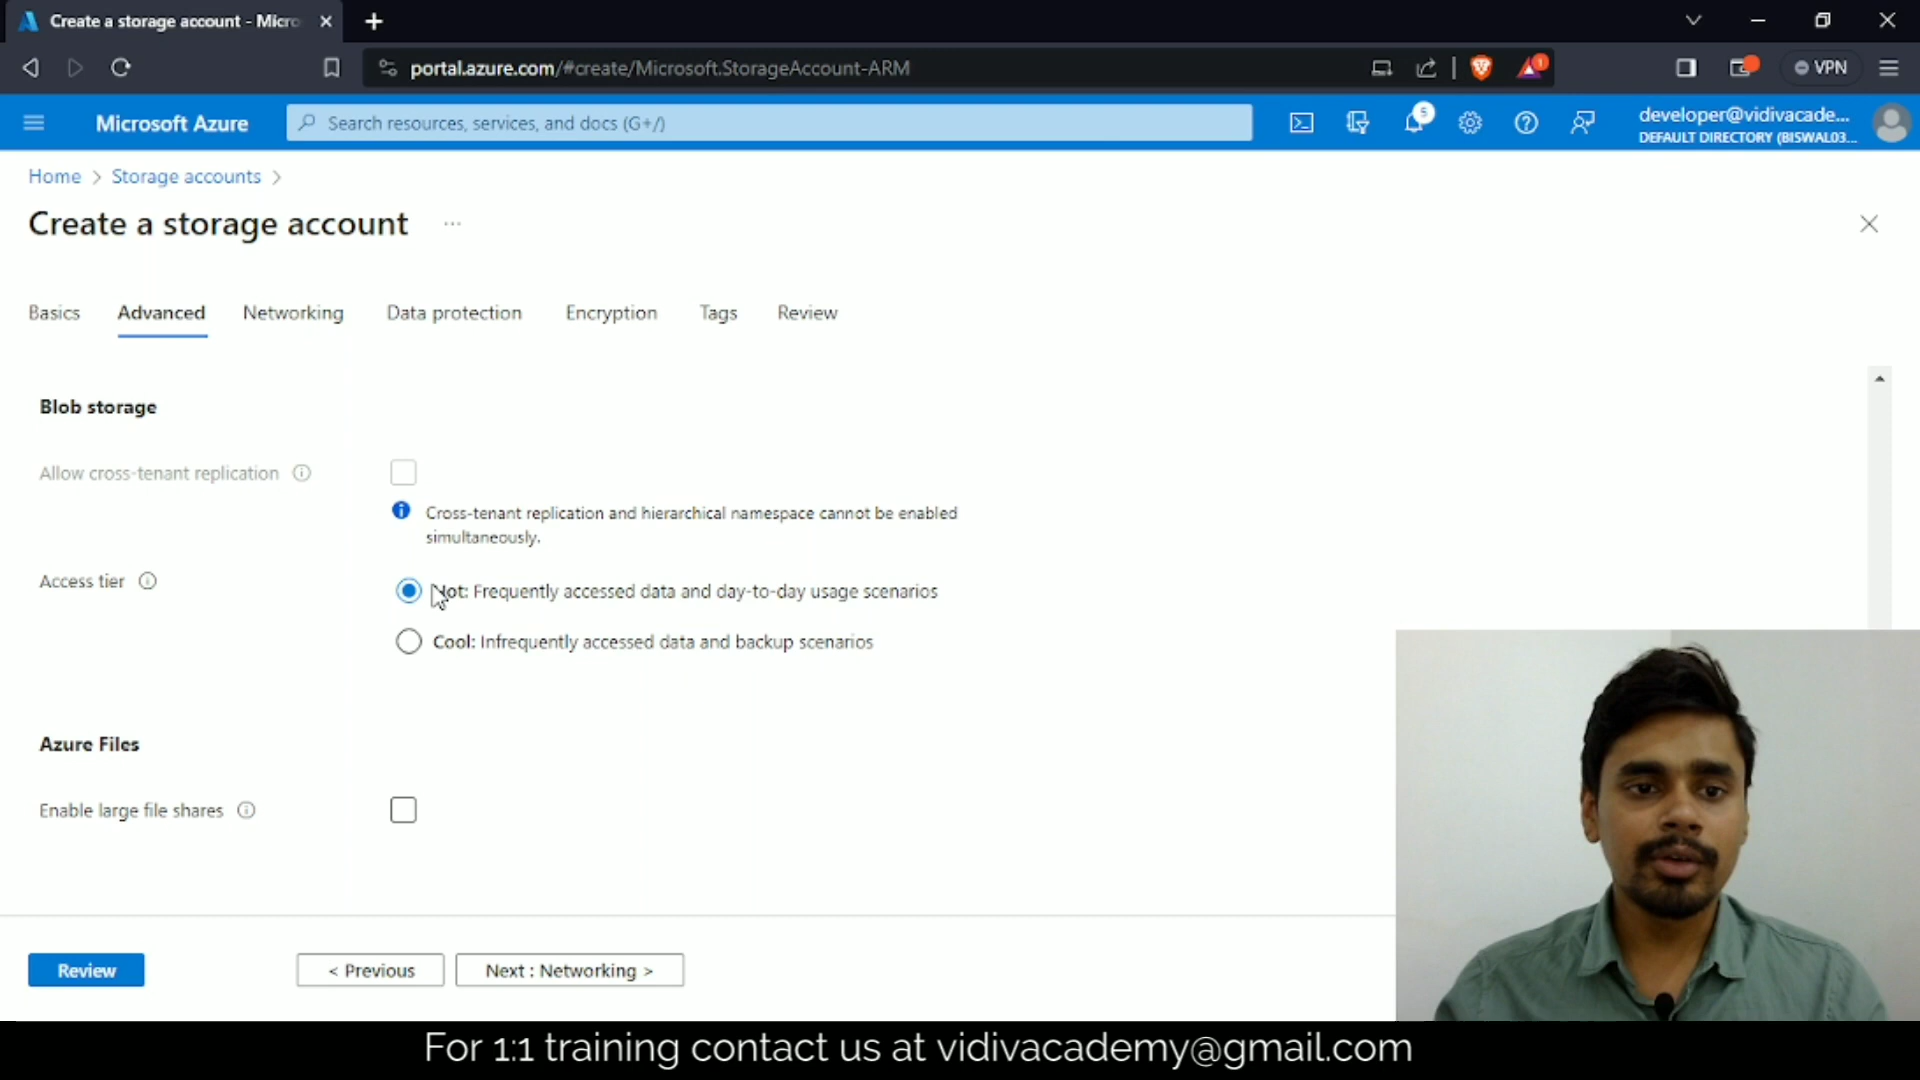 Create a storage account - Micro
portal.azure.com/#create/Microsoft.StorageAccount-ARM
1
VPN
Microsoft Azure
Search resources, services, and docs (G+/)
5
developer@vidivacade...
DEFAULT DIRECTORY (BISWAL03...
Home > Storage accounts >
Create a storage account ...
Basics Advanced Networking Data protection Encryption Tags Review
Blob storage
Allow cross-tenant replication
Cross-tenant replication and hierarchical namespace cannot be enabled
simultaneously.
Access tier
Hot: Frequently accessed data and day-to-day usage scenarios
Cool: Infrequently accessed data and backup scenarios
Azure Files
Enable large file shares
Review
< Previous
Next : Networking >
For 1:1 training contact us at vidivacademy@gmail.com